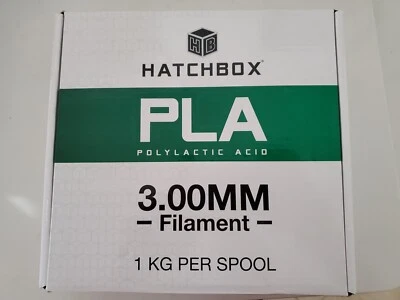 HB
HATCHBOX®
PLA
POLYLACTIC ACID
3.00MM
– Filament –
1 KG PER SPOOL